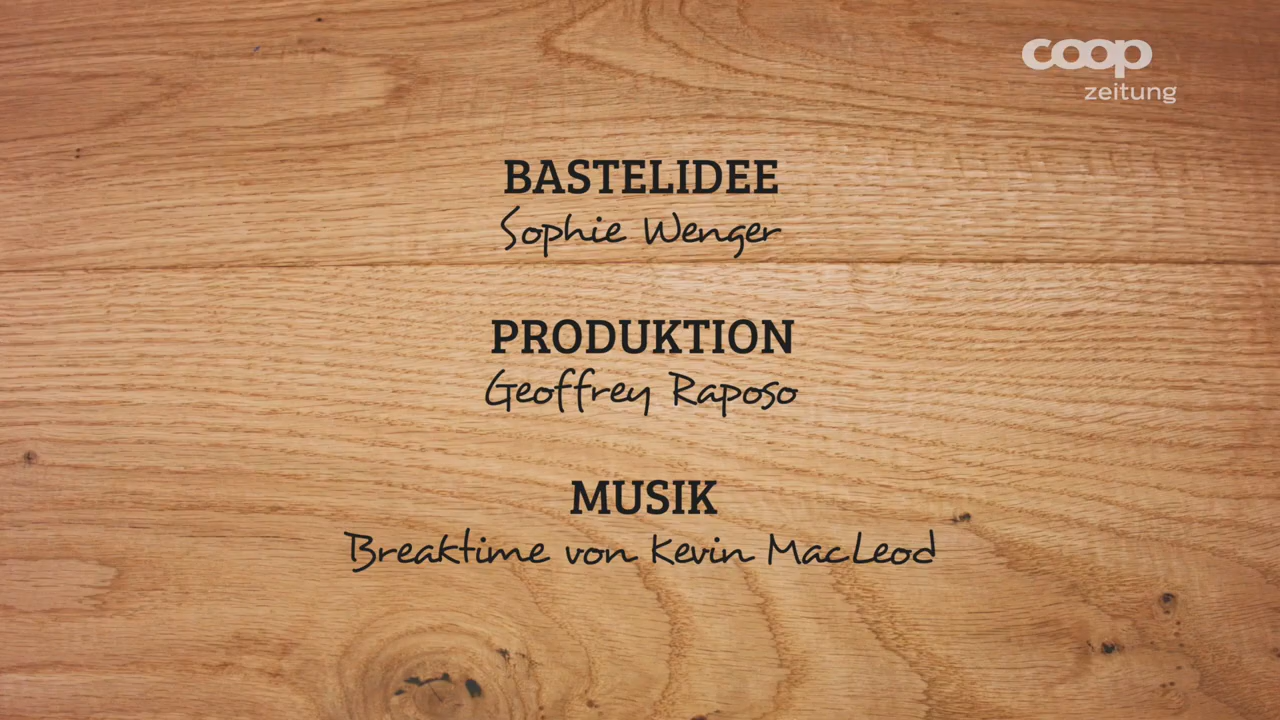 coop
zeitung
BASTELIDEE
Sophie Wenger
PRODUKTION
Geoffrey Raposo
MUSIK
Breaktime von Kevin MacLeod